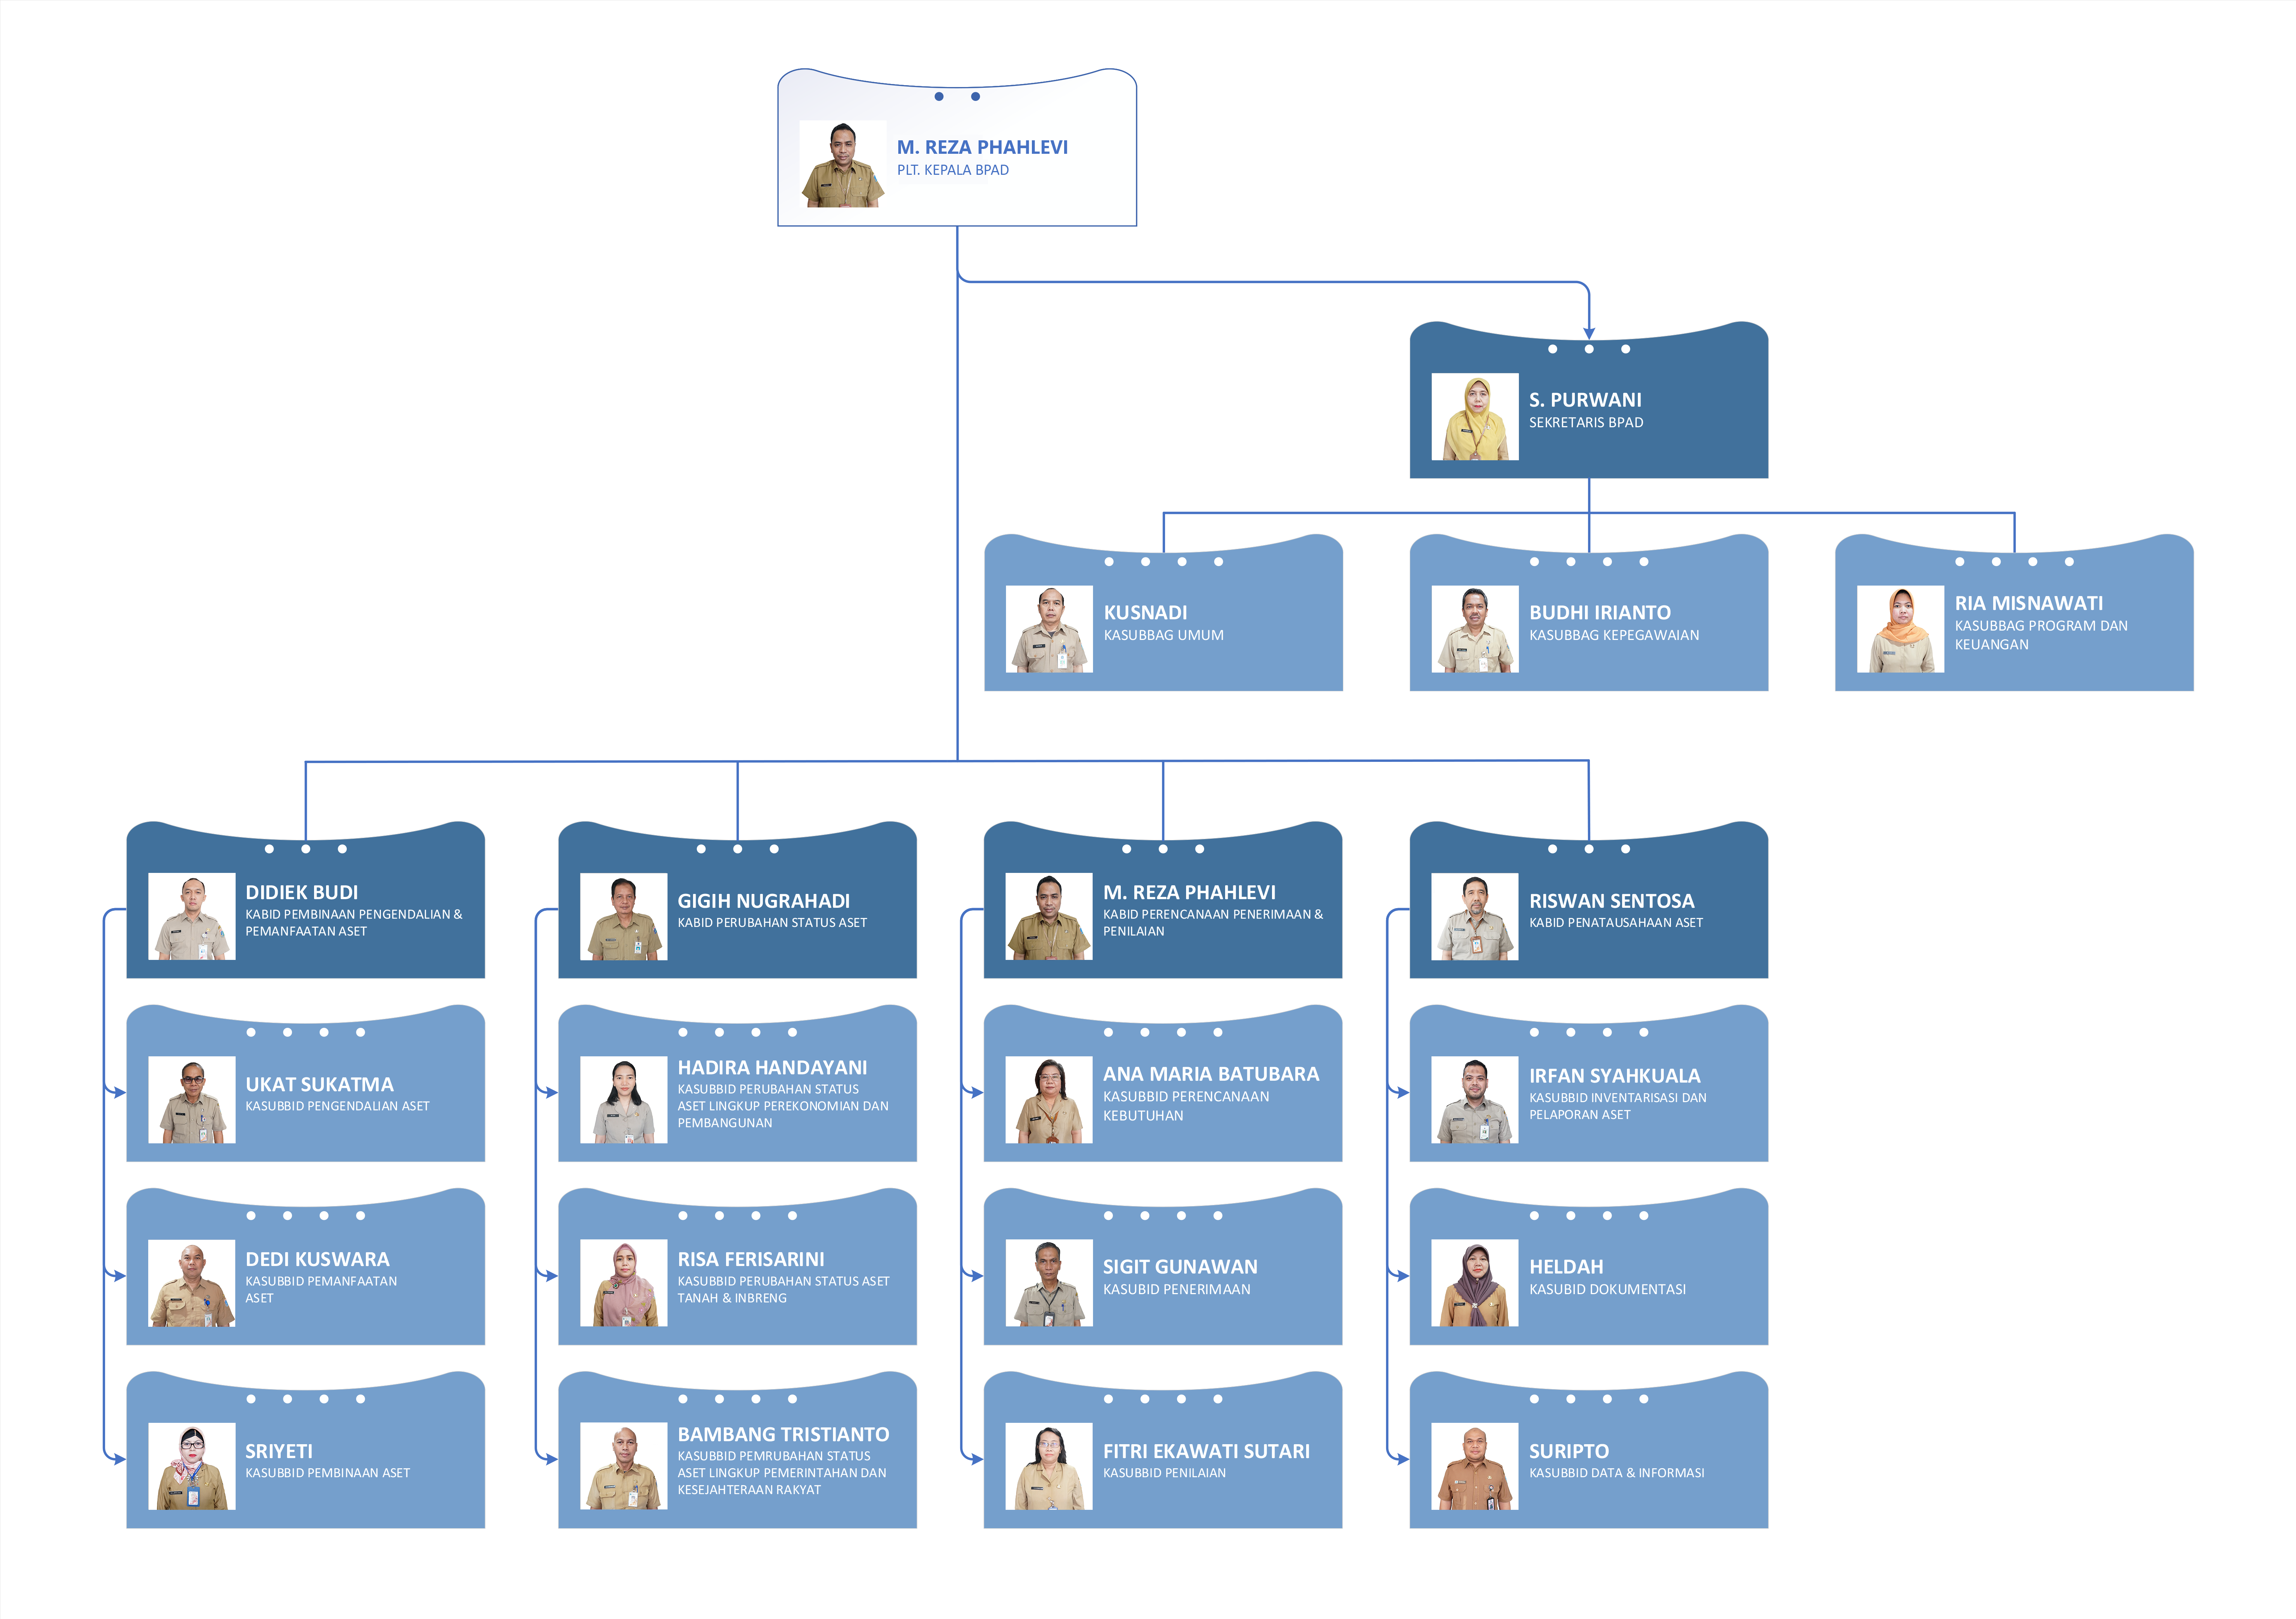 M. REZA PHAHLEVI
PLT. KEPALA BPAD
S. PURWANI
SEKRETARIS BPAD
KUSNADI
KASUBBAG UMUM
BUDHI IRIANTO
KASUBBAG KEPEGAWAIAN
RIA MISNAWATI
KASUBBAG PROGRAM DAN
KEUANGAN
DIDIEK BUDI
KABID PEMBINAAN PENGENDALIAN &
PEMANFAATAN ASET
GIGIH NUGRAHADI
KABID PERUBAHAN STATUS ASET
M. REZA PHAHLEVI
KABID PERENCANAAN PENERIMAAN &
PENILAIAN
RISWAN SENTOSA
KABID PENATAUSAHAAN ASET
UKAT SUKATMA
KASUBBID PENGENDALIAN ASET
HADIRA HANDAYANI
KASUBBID PERUBAHAN STATUS
ASET LINGKUP PEREKONOMIAN DAN
PEMBANGUNAN
ANA MARIA BATUBARA
KASUBBID PERENCANAAN
KEBUTUHAN
IRFAN SYAHKUALA
KASUBBID INVENTARISASI DAN
PELAPORAN ASET
DEDI KUSWARA
KASUBBID PEMANFAATAN
ASET
RISA FERISARINI
KASUBBID PERUBAHAN STATUS ASET
TANAH & INBRENG
SIGIT GUNAWAN
KASUBID PENERIMAAN
HELDAH
KASUBID DOKUMENTASI
SRIYETI
KASUBBID PEMBINAAN ASET
BAMBANG TRISTIANTO
KASUBBID PEMRUBAHAN STATUS
ASET LINGKUP PEMERINTAHAN DAN
KESEJAHTERAAN RAKYAT
FITRI EKAWATI SUTARI
KASUBBID PENILAIAN
SURIPTO
KASUBBID DATA & INFORMASI